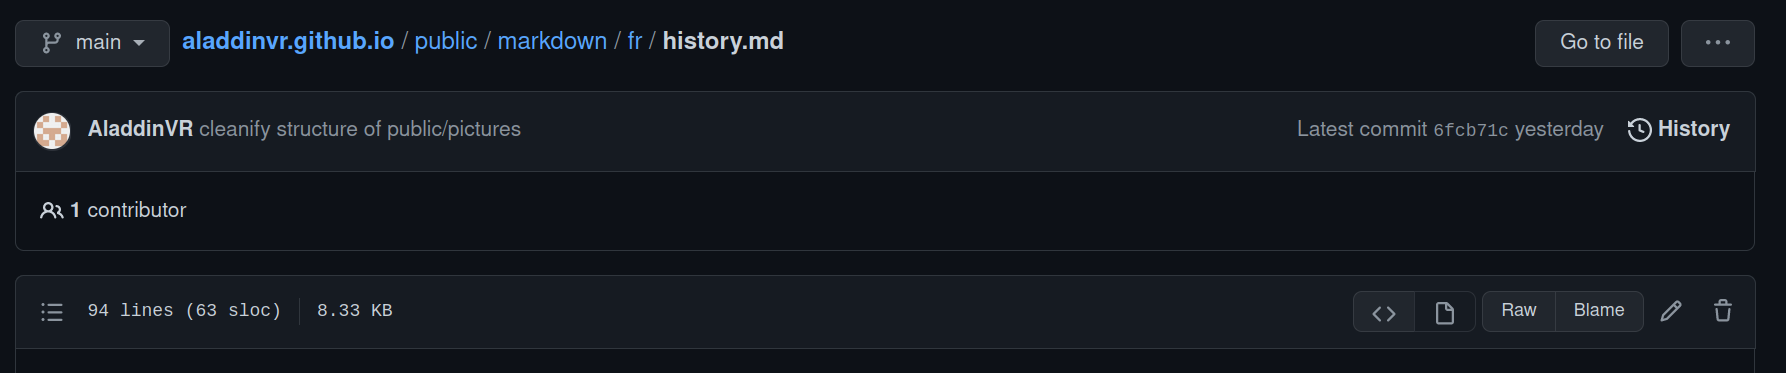 main aladdinvr.github.io / public / markdown / fr / history.md Go to file ...
AladdinVR cleanify structure of public/pictures Latest commit 6fcb71c yesterday History
1 contributor
94 lines (63 sloc) 8.33 KB <> Raw Blame